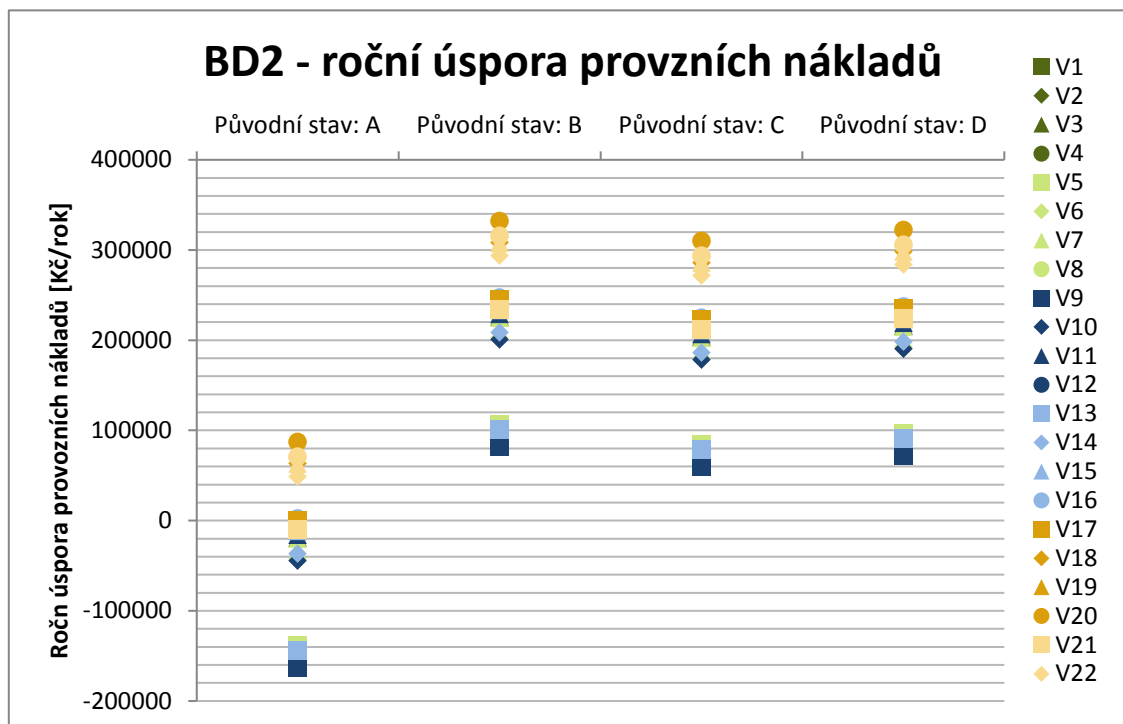 BD2 - roční úspora provzních nákladů
Původní stav: A Původní stav: B Původní stav: C Původní stav: D
Ročn úspora provozních nákladů [Kč/rok]
400000
300000
200000
100000
0
-100000
-200000
V1
V2
V3
V4
V5
V6
V7
V8
V9
V10
V11
V12
V13
V14
V15
V16
V17
V18
V19
V20
V21
V22